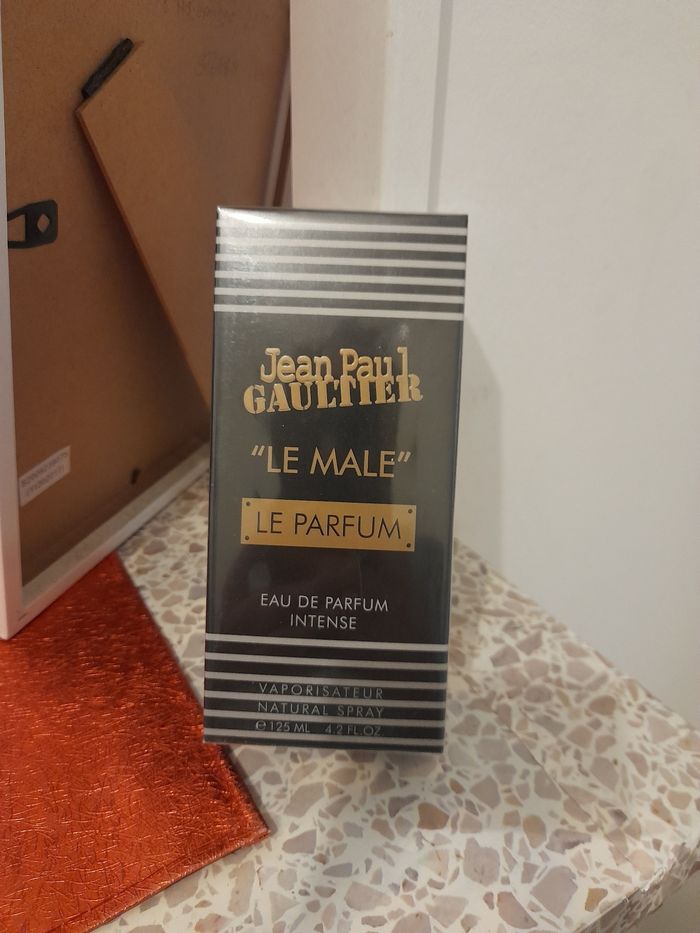 Jean Paul
GAULTIER
"LE MALE"
LE PARFUM
EAU DE PARFUM
INTENSE
VAPORISATEUR
NATURAL SPRAY
℮125 ML 4.2 FL.OZ.